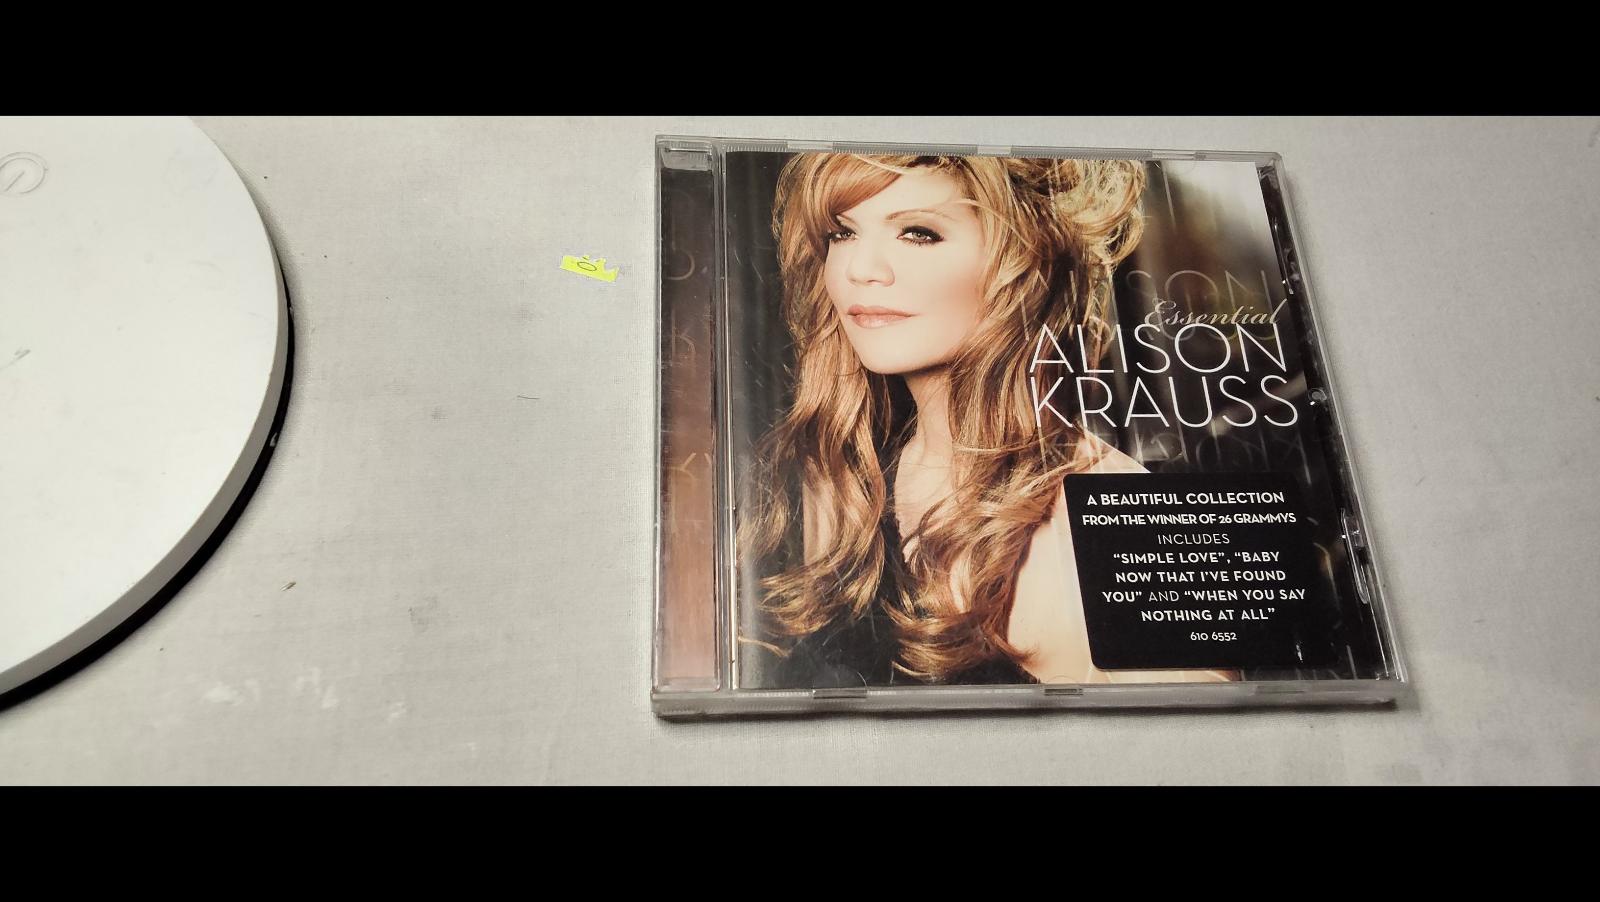 Essential
ALISON
KRAUSS
A BEAUTIFUL COLLECTION
FROM THE WINNER OF 26 GRAMMYS
INCLUDES
“SIMPLE LOVE”, “BABY
NOW THAT I'VE FOUND
YOU” AND “WHEN YOU SAY
NOTHING AT ALL”
610 6552